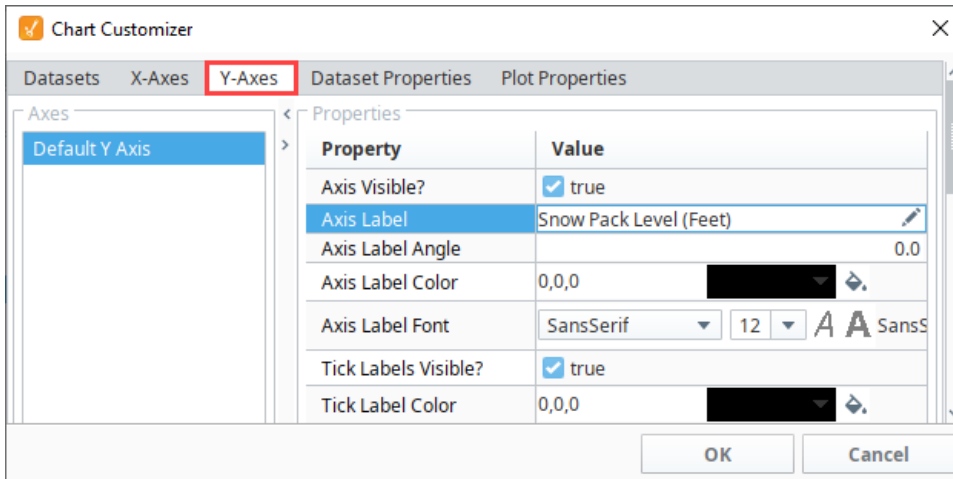 Chart Customizer
Datasets X-Axes Y-Axes Dataset Properties Plot Properties
Axes
Default Y Axis
Properties
Property Value
Axis Visible? true
Axis Label Snow Pack Level (Feet)
Axis Label Angle 0.0
Axis Label Color 0,0,0
Axis Label Font SansSerif 12 A A SansS
Tick Labels Visible? true
Tick Label Color 0,0,0
OK Cancel